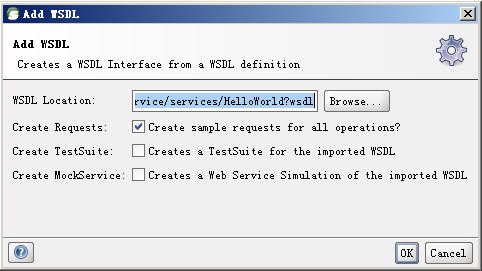 Add WSDL
Add WSDL
Creates a WSDL Interface from a WSDL definition
WSDL Location: rvice/services/HelloWorld?wsdl Browse...
Create Requests: Create sample requests for all operations?
Create TestSuite: Creates a TestSuite for the imported WSDL
Create MockService: Creates a Web Service Simulation of the imported WSDL
? OK Cancel